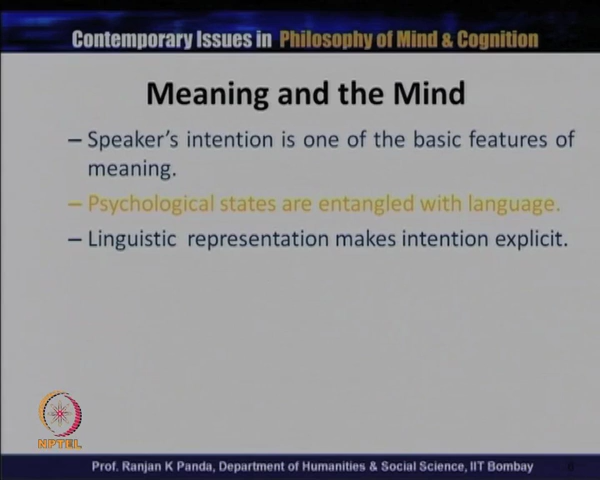 Contemporary Issues in Philosophy of Mind & Cognition
Meaning and the Mind
– Speaker's intention is one of the basic features of
meaning.
– Psychological states are entangled with language.
– Linguistic representation makes intention explicit.
NPTEL
Prof. Ranjan K Panda, Department of Humanities & Social Science, IIT Bombay